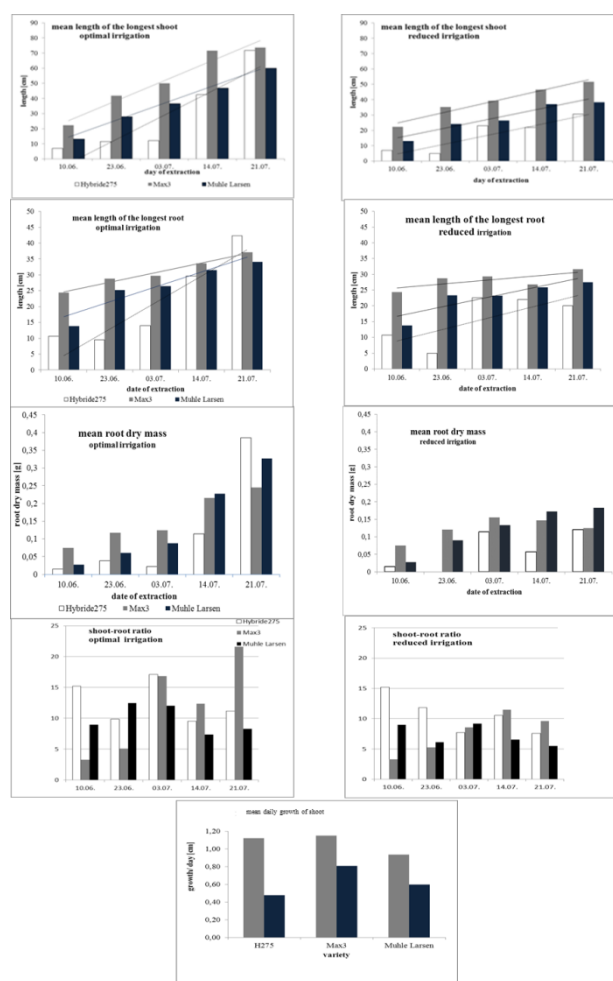 mean length of the longest shoot
optimal irrigation
length [cm]
90
80
70
60
50
40
30
20
10
0
10.06. 23.06. 03.07. 14.07. 21.07.
day of extraction
Hybride275 Max3 Muhle Larsen
mean length of the longest shoot
reduced irrigation
length [cm]
90
80
70
60
50
40
30
20
10
0
10.06. 23.06. 03.07. 14.07. 21.07.
day of extraction
mean length of the longest root
optimal irrigation
length [cm]
50
45
40
35
30
25
20
15
10
5
0
10.06. 23.06. 03.07. 14.07. 21.07.
date of extraction
Hybride275 Max3 Muhle Larsen
mean length of the longest root
reduced irrigation
length [cm]
50
45
40
35
30
25
20
15
10
5
0
10.06. 23.06. 03.07. 14.07. 21.07.
date of extraction
mean root dry mass
optimal irrigation
root dry mass [g]
0,45
0,4
0,35
0,3
0,25
0,2
0,15
0,1
0,05
0
10.06. 23.06. 03.07. 14.07. 21.07.
date of extraction
Hybride275 Max3 Muhle Larsen
mean root dry mass
reduced irrigation
root dry mass [g]
0,45
0,4
0,35
0,3
0,25
0,2
0,15
0,1
0,05
0
10.06. 23.06. 03.07. 14.07. 21.07.
date of extraction
shoot-root ratio
optimal irrigation
Hybride275
Max3
Muhle Larsen
25
20
15
10
5
0
10.06. 23.06. 03.07. 14.07. 21.07.
shoot-root ratio
reduced irrigation
25
20
15
10
5
0
10.06. 23.06. 03.07. 14.07. 21.07.
mean daily growth of shoot
growth/day [cm]
1,20
1,00
0,80
0,60
0,40
0,20
0,00
H275 Max3 Muhle Larsen
variety